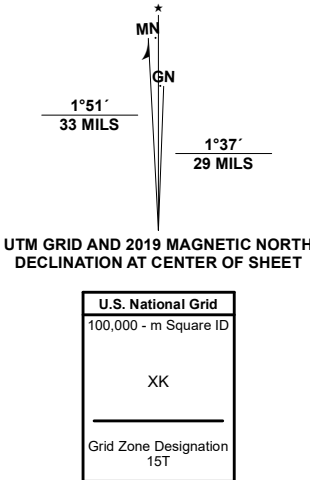 MN
GN
1°51´
33 MILS
1°37´
29 MILS
UTM GRID AND 2019 MAGNETIC NORTH
DECLINATION AT CENTER OF SHEET
U.S. National Grid
100,000 - m Square ID
XK
Grid Zone Designation
15T